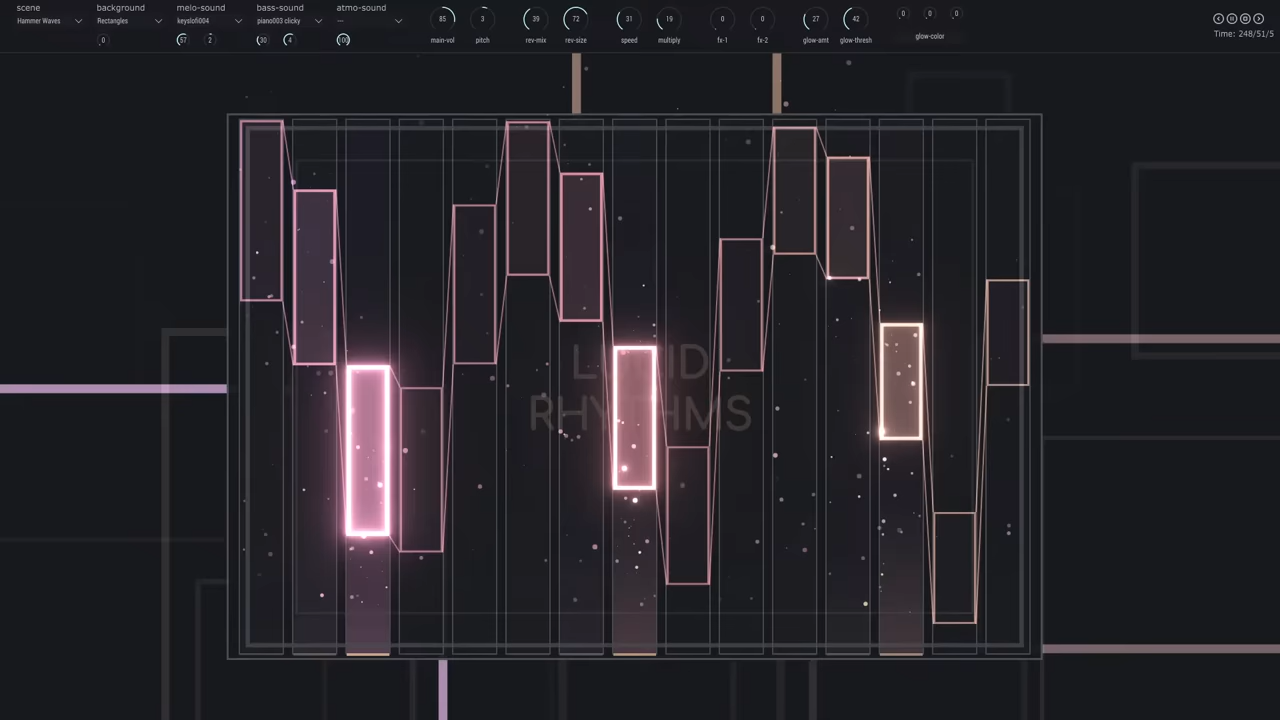 scene
background
melo-sound
bass-sound
atmo-sound
Hammer Waves
Rectangles
keyslofi004
piano003 clicky
---
0
57
2
30
4
100
85
3
39
72
31
19
0
0
27
42
0
0
0
main-vol
pitch
rev-mix
rev-size
speed
multiply
fx-1
fx-2
glow-amt
glow-thresh
glow-color
Time: 248/51/5
RHYTHMS